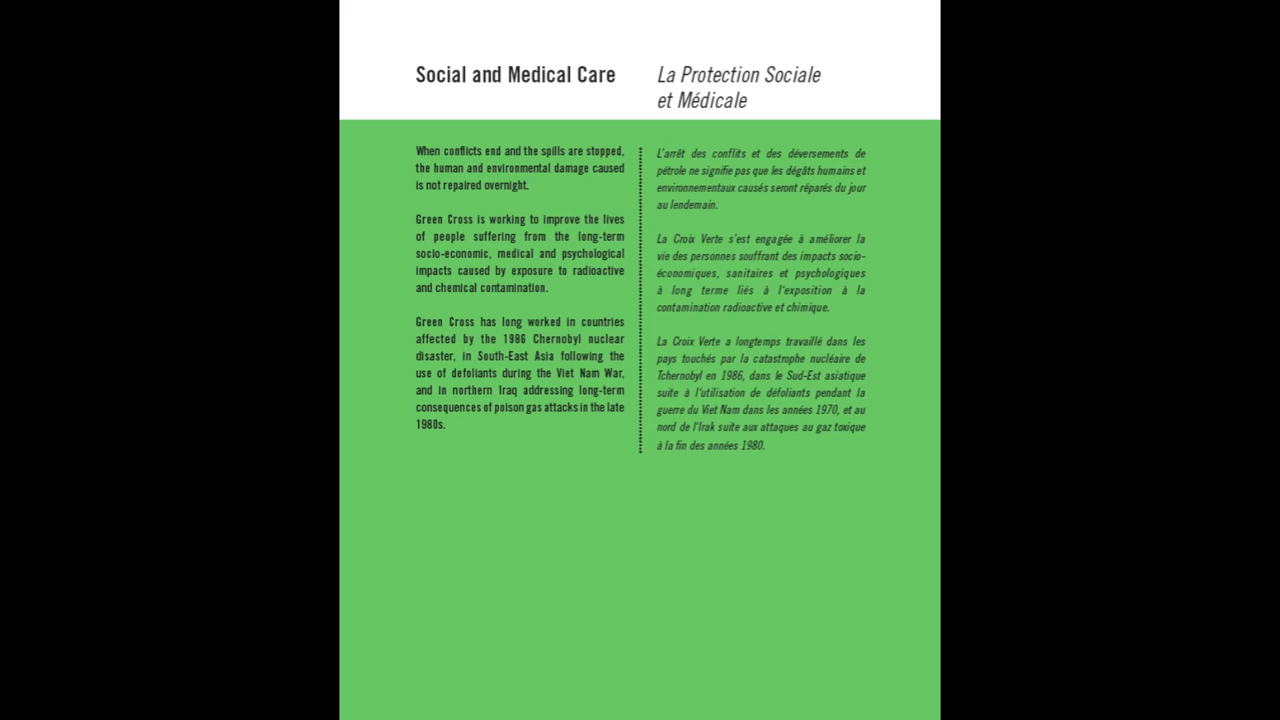 Social and Medical Care
La Protection Sociale
et Médicale
When conflicts end and the spills are stopped,
the human and environmental damage caused
is not repaired overnight.
Green Cross is working to improve the lives
of people suffering from the long-term
socio-economic, medical and psychological
impacts caused by exposure to radioactive
and chemical contamination.
Green Cross has long worked in countries
affected by the 1986 Chernobyl nuclear
disaster, in South-East Asia following the
use of defoliants during the Viet Nam War,
and in northern Iraq addressing long-term
consequences of poison gas attacks in the late
1980s.
L'arrêt des conflits et des déversements de
pétrole ne signifie pas que les dégâts humains et
environnementaux causés seront réparés du jour
au lendemain.
La Croix Verte s'est engagée à améliorer la
vie des personnes souffrant des impacts socio-
économiques, sanitaires et psychologiques
à long terme liés à l'exposition à la
contamination radioactive et chimique.
La Croix Verte a longtemps travaillé dans les
pays touchés par la catastrophe nucléaire de
Tchernobyl en 1986, dans le Sud-Est asiatique
suite à l'utilisation de défoliants pendant la
guerre du Viet Nam dans les années 1970, et au
nord de l'Irak suite aux attaques au gaz toxique
à la fin des années 1980.